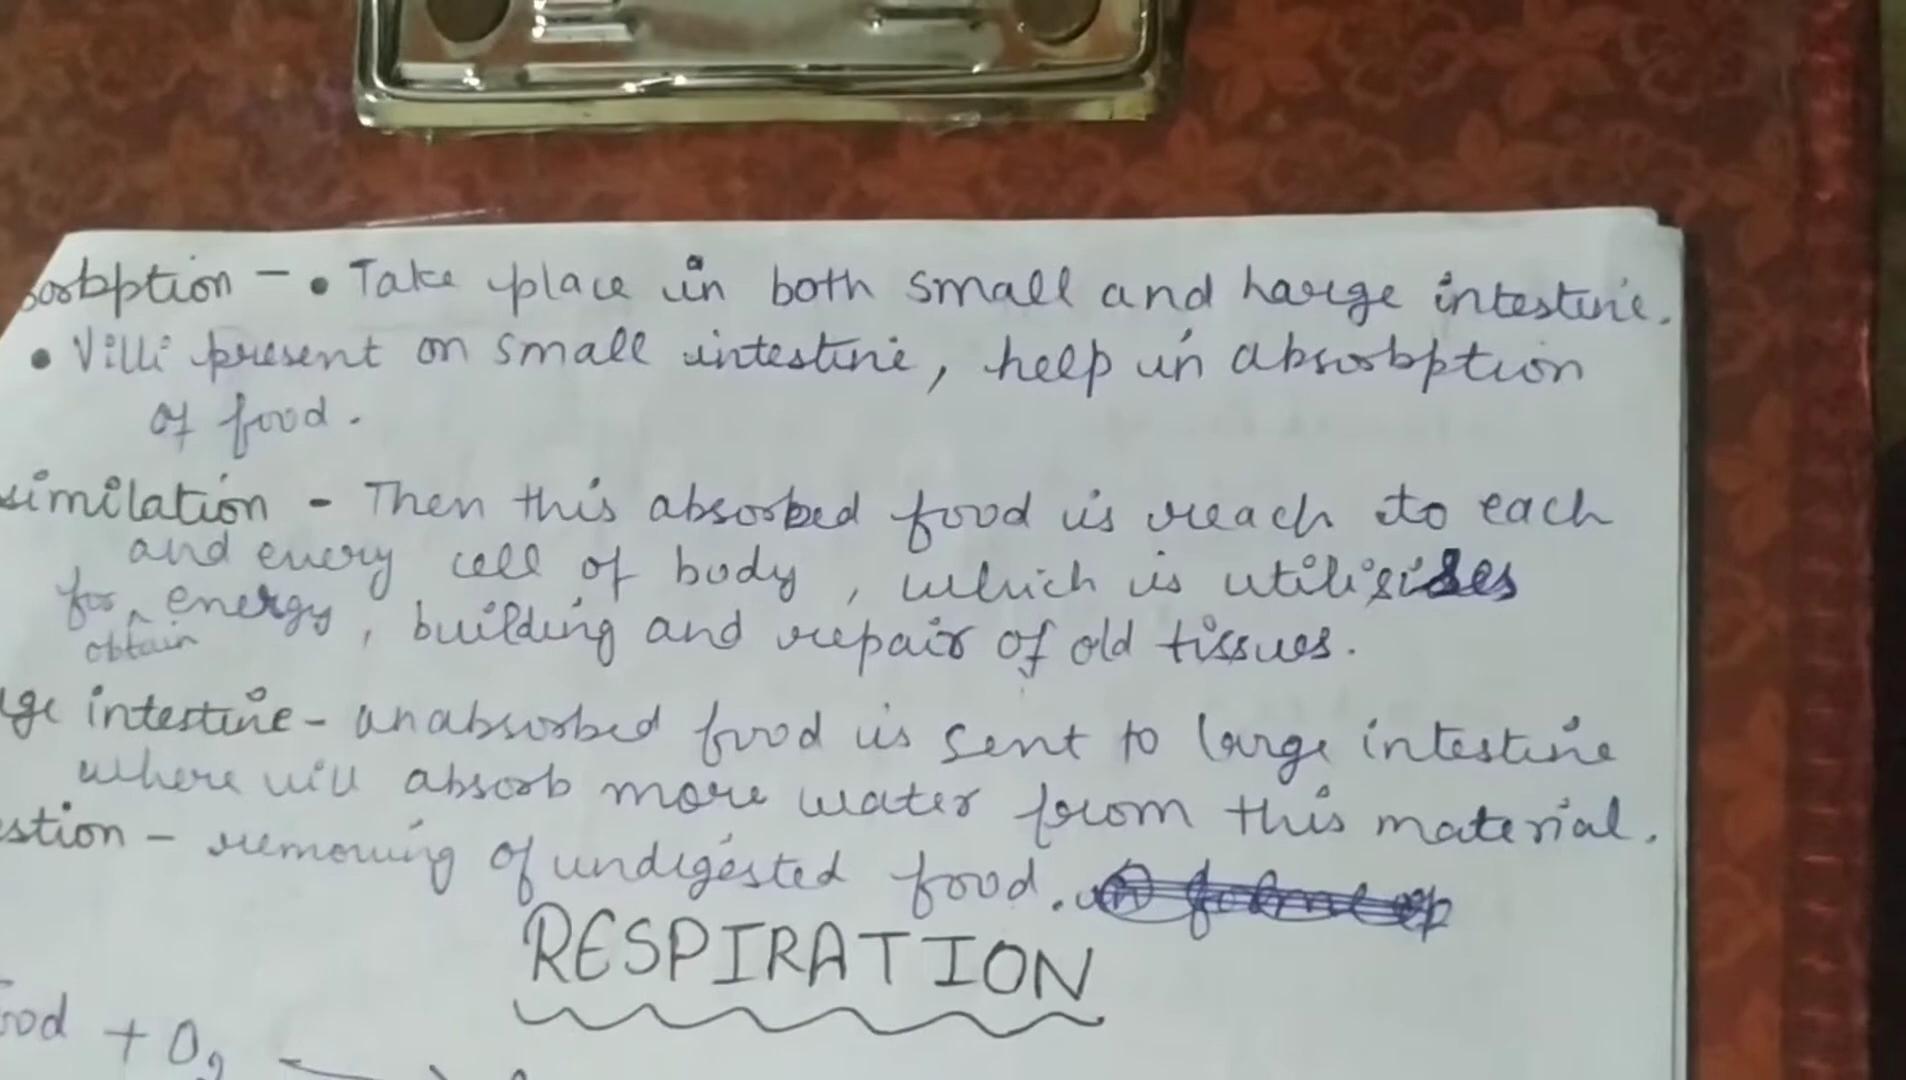 sorbption - • Take place in both small and large intestine.
• Villi present on small intestine, help in absorbption
of food.
similation - Then this absorbed food is reach to each
and every cell of body, which is utilisises
for energy, building and repair of old tissues.
obtain
ge intestine - unabsorbed food is sent to large intestine
where will absorb more water from this material.
estion - removing of undigested food.
RESPIRATION
food + O2